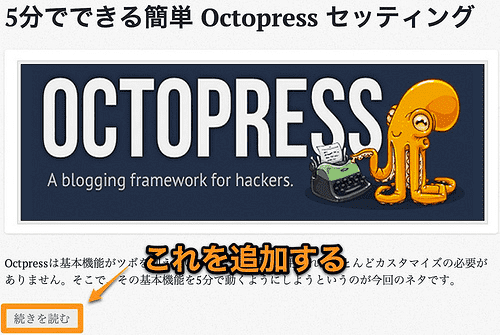 5分でできる簡単 Octopress セッティング
OCTOPRESS
A blogging framework for hackers.
これを追加する
Octpressは基本機能がツボを
とんどカスタマイズの必要が
ありません。そこで、その基本機能を5分で動くようにしようというのが今回のネタです。
続きを読む